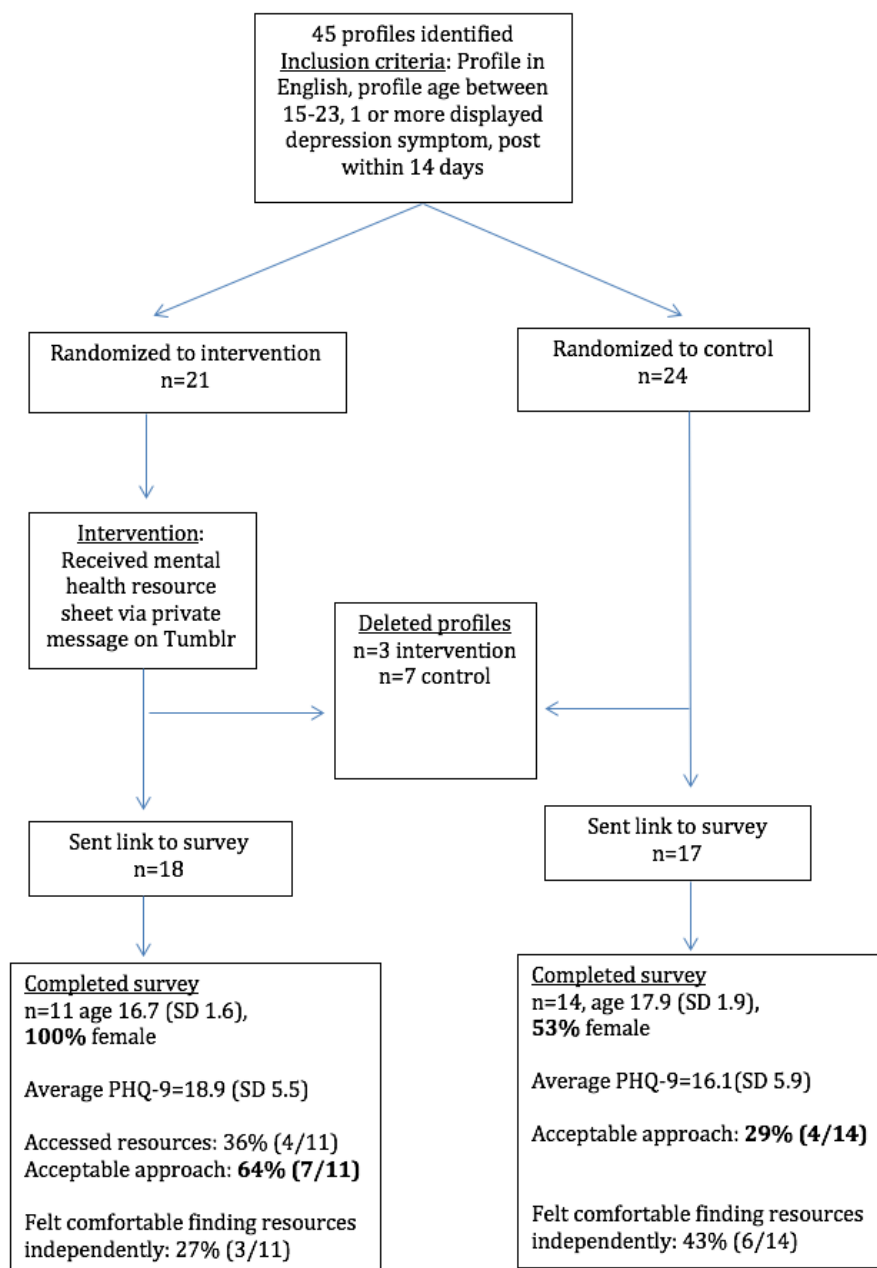 45 profiles identified
Inclusion criteria: Profile in
English, profile age between
15-23, 1 or more displayed
depression symptom, post
within 14 days
Randomized to intervention
n=21
Randomized to control
n=24
Intervention:
Received mental
health resource
sheet via private
message on Tumblr
Deleted profiles
n=3 intervention
n=7 control
Sent link to survey
n=18
Sent link to survey
n=17
Completed survey
n=11 age 16.7 (SD 1.6),
100% female
Average PHQ-9=18.9 (SD 5.5)
Accessed resources: 36% (4/11)
Acceptable approach: 64% (7/11)
Felt comfortable finding resources
independently: 27% (3/11)
Completed survey
n=14, age 17.9 (SD 1.9),
53% female
Average PHQ-9=16.1(SD 5.9)
Acceptable approach: 29% (4/14)
Felt comfortable finding resources
independently: 43% (6/14)